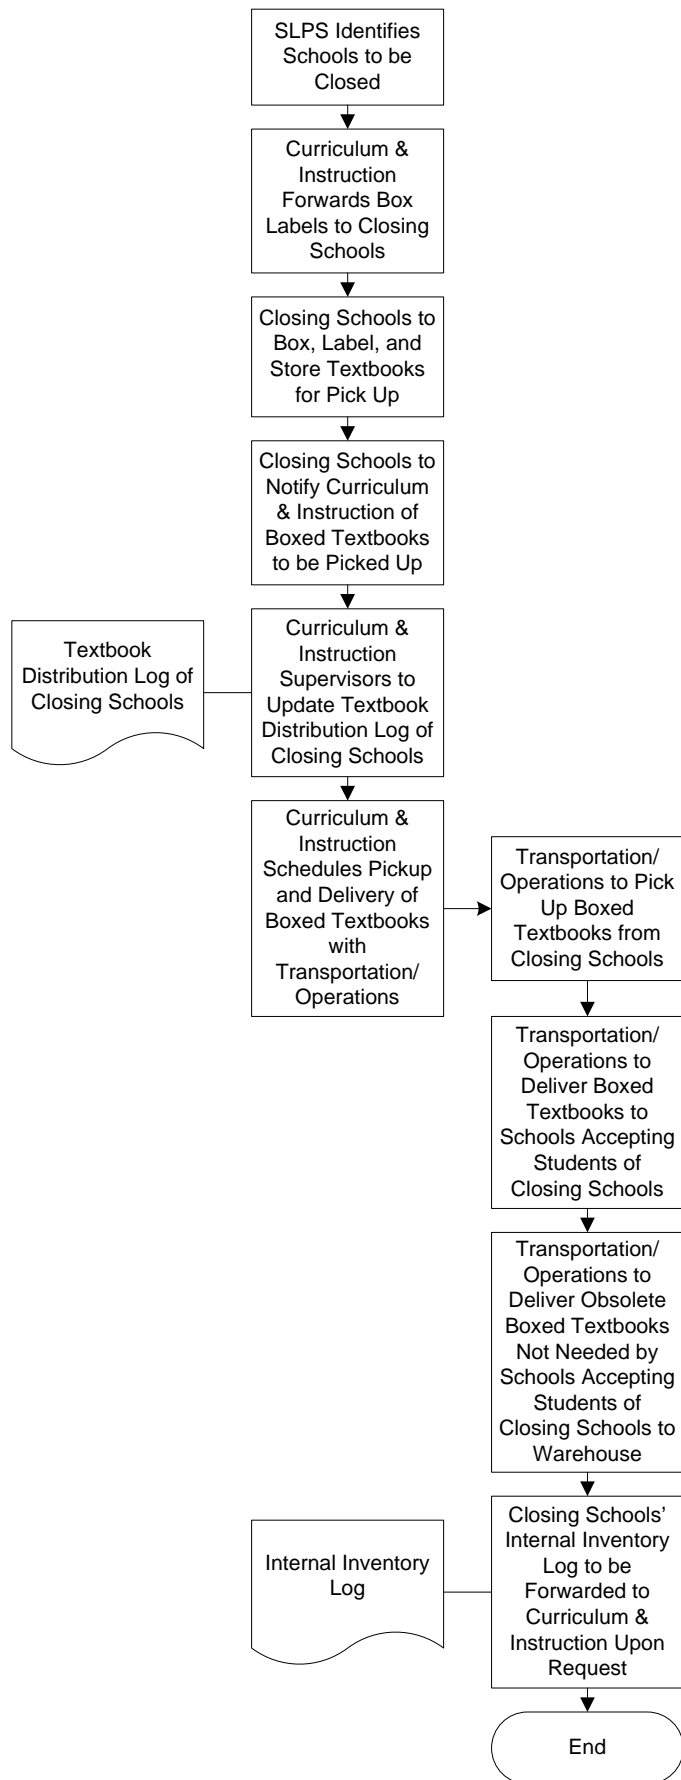 SLPS Identifies
Schools to be
Closed
Curriculum &
Instruction
Forwards Box
Labels to Closing
Schools
Closing Schools to
Box, Label, and
Store Textbooks
for Pick Up
Closing Schools to
Notify Curriculum
& Instruction of
Boxed Textbooks
to be Picked Up
Textbook
Distribution Log of
Closing Schools
Curriculum &
Instruction
Supervisors to
Update Textbook
Distribution Log of
Closing Schools
Curriculum &
Instruction
Schedules Pickup
and Delivery of
Boxed Textbooks
with
Transportation/
Operations
Transportation/
Operations to Pick
Up Boxed
Textbooks from
Closing Schools
Transportation/
Operations to
Deliver Boxed
Textbooks to
Schools Accepting
Students of
Closing Schools
Transportation/
Operations to
Deliver Obsolete
Boxed Textbooks
Not Needed by
Schools Accepting
Students of
Closing Schools to
Warehouse
Internal Inventory
Log
Closing Schools’
Internal Inventory
Log to be
Forwarded to
Curriculum &
Instruction Upon
Request
End